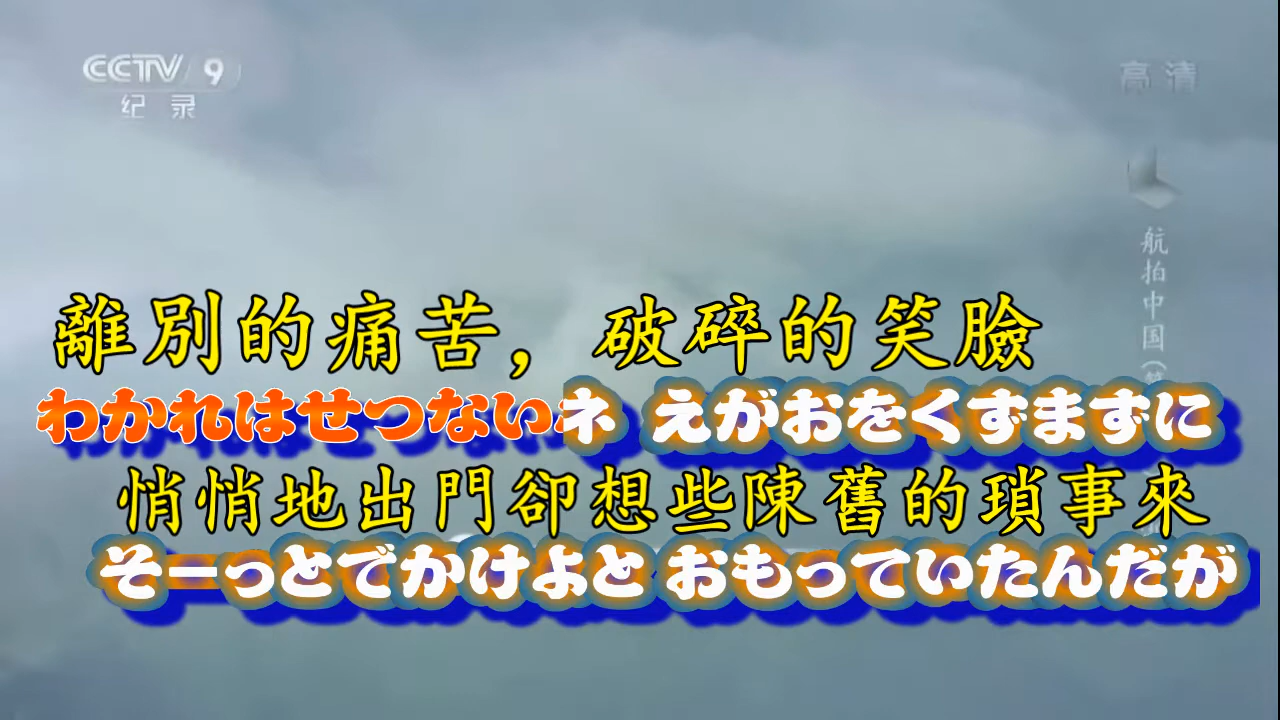 CCTV 9
纪录
高清
航拍中国(第
離別的痛苦，破碎的笑臉
わかれはせつないネ えがおをくずまずに
悄悄地出門卻想些陳舊的瑣事來
そーっとでかけよと おもっていたんだが